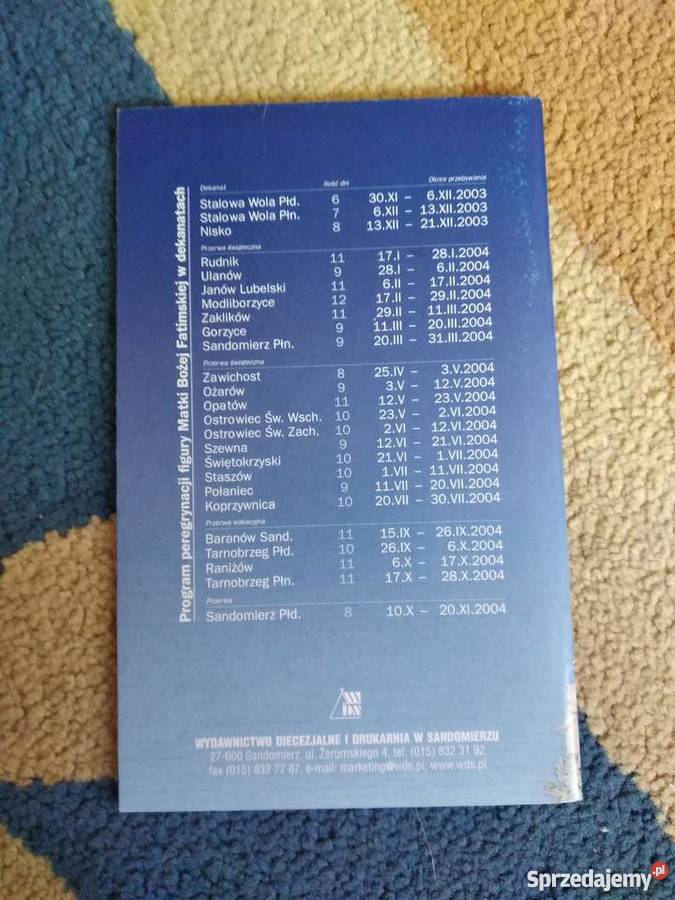 Program peregrynacji figury Matki Bożej Fatimskiej w dekanatach
Dekanat Ilość dni Okres przebywania
Stalowa Wola Płd. 6 30.XI – 6.XII.2003
Stalowa Wola Płn. 7 6.XII – 13.XII.2003
Nisko 8 13.XII – 21.XII.2003
Przerwa świąteczna
Rudnik 11 17.I – 28.I.2004
Ulanów 9 28.I – 6.II.2004
Janów Lubelski 11 6.II – 17.II.2004
Modliborzyce 12 17.II – 29.II.2004
Zaklików 11 29.II – 11.III.2004
Gorzyce 9 11.III – 20.III.2004
Sandomierz Płn. 9 20.III – 31.III.2004
Przerwa świąteczna
Zawichost 8 25.IV – 3.V.2004
Ożarów 9 3.V – 12.V.2004
Opatów 11 12.V – 23.V.2004
Ostrowiec Św. Wsch. 10 23.V – 2.VI.2004
Ostrowiec Św. Zach. 10 2.VI – 12.VI.2004
Szewna 9 12.VI – 21.VI.2004
Świętokrzyski 10 21.VI – 1.VII.2004
Staszów 10 1.VII – 11.VII.2004
Połaniec 9 11.VII – 20.VII.2004
Koprzywnica 10 20.VII – 30.VII.2004
Przerwa wakacyjna
Baranów Sand. 11 15.IX – 26.IX.2004
Tarnobrzeg Płd. 10 26.IX – 6.X.2004
Raniżów 11 6.X – 17.X.2004
Tarnobrzeg Płn. 11 17.X – 28.X.2004
Przerwa
Sandomierz Płd. 8 10.X – 20.XI.2004
WYDAWNICTWO DIECEZJALNE I DRUKARNIA W SANDOMIERZU
27-600 Sandomierz, ul. Żeromskiego 4, tel. (015) 832 31 92
fax (015) 832 77 87, e-mail: marketing@wds.pl, www.wds.pl
Sprzedajemy.pl